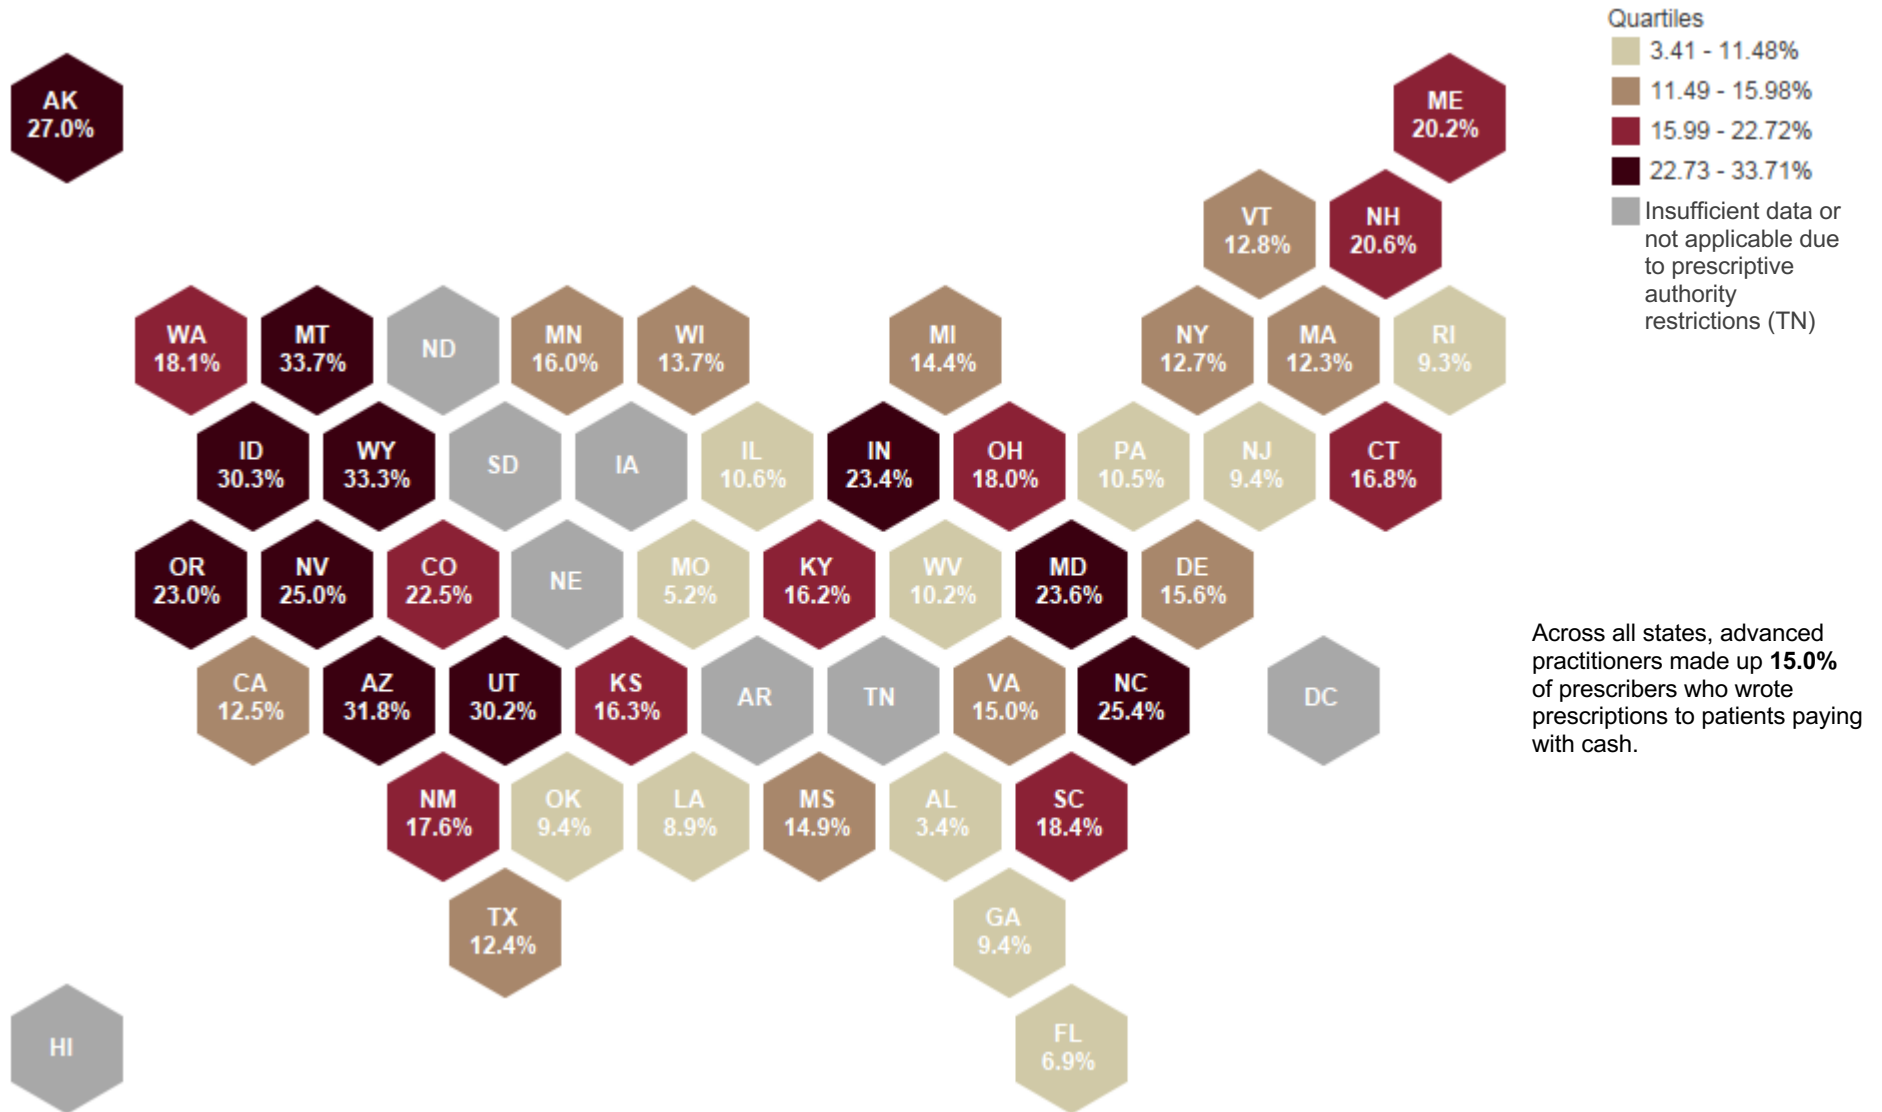 Quartiles
3.41 - 11.48%
11.49 - 15.98%
15.99 - 22.72%
22.73 - 33.71%
Insufficient data or
not applicable due
to prescriptive
authority
restrictions (TN)
AK
27.0%
ME
20.2%
VT
12.8%
NH
20.6%
WA
18.1%
MT
33.7%
ND
MN
16.0%
WI
13.7%
MI
14.4%
NY
12.7%
MA
12.3%
RI
9.3%
ID
30.3%
WY
33.3%
SD
IA
IL
10.6%
IN
23.4%
OH
18.0%
PA
10.5%
NJ
9.4%
CT
16.8%
OR
23.0%
NV
25.0%
CO
22.5%
NE
MO
5.2%
KY
16.2%
WV
10.2%
MD
23.6%
DE
15.6%
CA
12.5%
AZ
31.8%
UT
30.2%
KS
16.3%
AR
TN
VA
15.0%
NC
25.4%
DC
NM
17.6%
OK
9.4%
LA
8.9%
MS
14.9%
AL
3.4%
SC
18.4%
TX
12.4%
GA
9.4%
HI
FL
6.9%
Across all states, advanced
practitioners made up 15.0%
of prescribers who wrote
prescriptions to patients paying
with cash.